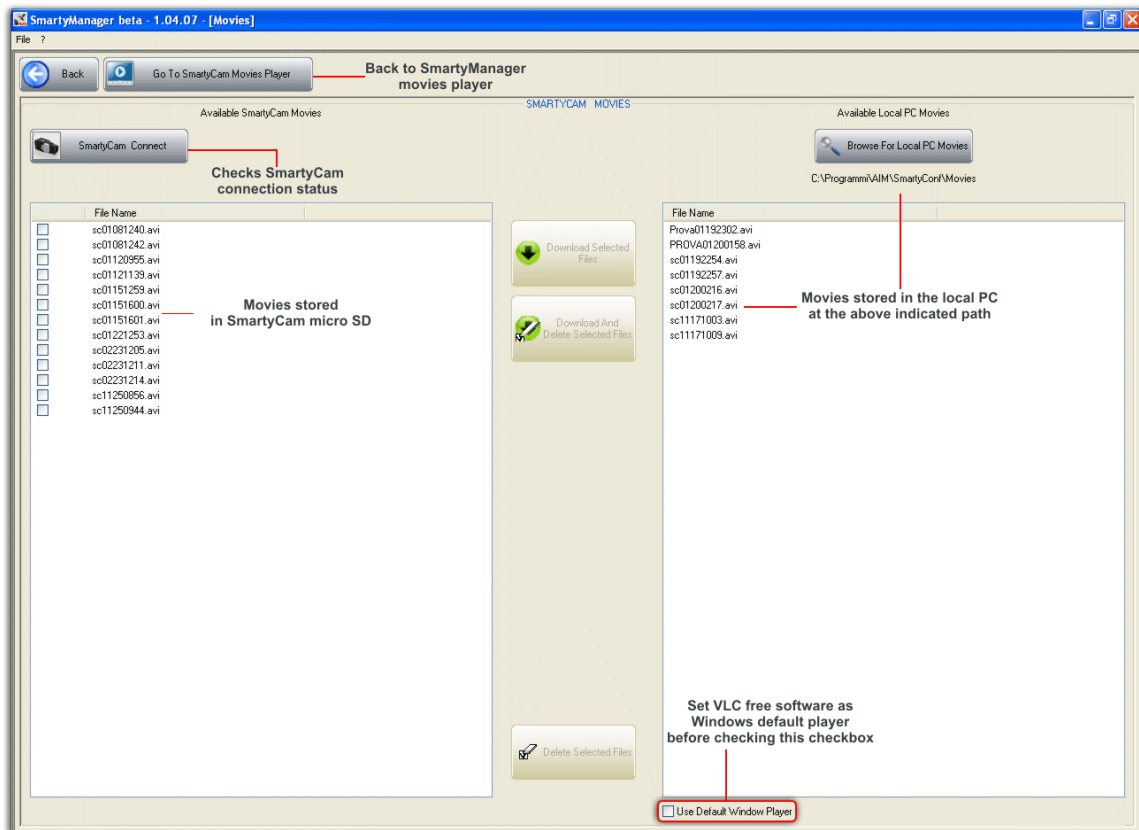 SmartyManager beta - 1.04.07 - [Movies]
File ?
Back
Go To SmartyCam Movies Player
Back to SmartyManager
movies player
SMARTYCAM MOVIES
Available SmartyCam Movies
SmartyCam Connect
Checks SmartyCam
connection status
File Name
sc01081240.avi
sc01081242.avi
sc01120955.avi
sc01121139.avi
sc01151259.avi
sc01151600.avi
sc01151601.avi
sc01221253.avi
sc02231205.avi
sc02231211.avi
sc02231214.avi
sc11250856.avi
sc11250944.avi
Movies stored
in SmartyCam micro SD
Download Selected
Files
Download And
Delete Selected Files
Delete Selected Files
Available Local PC Movies
Browse For Local PC Movies
C:\Programmi\AIM\SmartyConf\Movies
File Name
Prova01192302.avi
PROVA01200158.avi
sc01192254.avi
sc01192257.avi
sc01200216.avi
sc01200217.avi
sc11171003.avi
sc11171009.avi
Movies stored in the local PC
at the above indicated path
Set VLC free software as
Windows default player
before checking this checkbox
Use Default Window Player